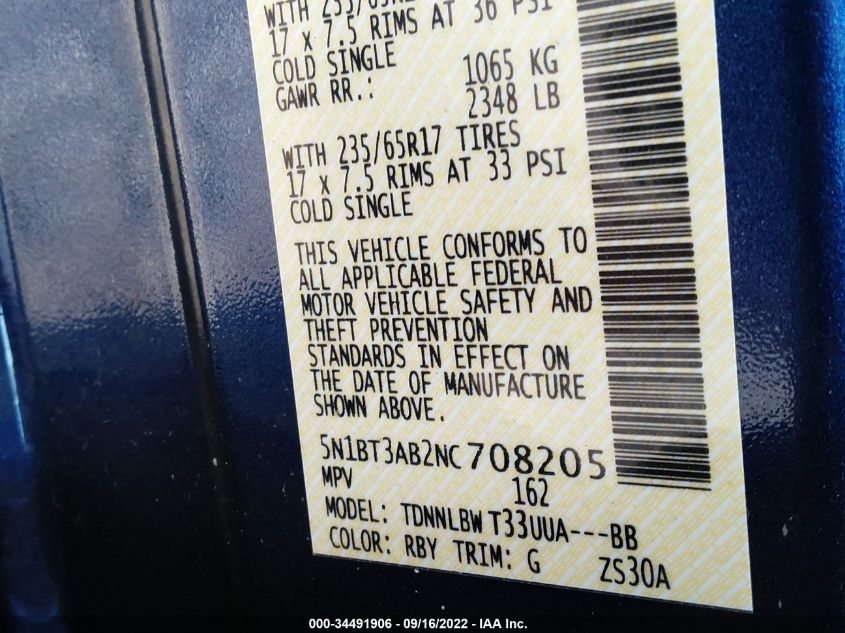 WITH 235/65R
17 X 7.5 RIMS AT 36 PSI
COLD SINGLE
GAWR RR.: 1065 KG
2348 LB
WITH 235/65R17 TIRES
17 X 7.5 RIMS AT 33 PSI
COLD SINGLE
THIS VEHICLE CONFORMS TO
ALL APPLICABLE FEDERAL
MOTOR VEHICLE SAFETY AND
THEFT PREVENTION
STANDARDS IN EFFECT ON
THE DATE OF MANUFACTURE
SHOWN ABOVE.
5N1BT3AB2NC708205
MPV 162
MODEL: TDNNLBW T33UUA---BB
COLOR: RBY TRIM: G ZS30A
000-34491906 - 09/16/2022 - IAA Inc.